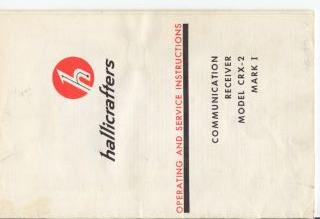 h
hallicrafters
OPERATING AND SERVICE INSTRUCTIONS
COMMUNICATION
RECEIVER
MODEL CRX-2
MARK I